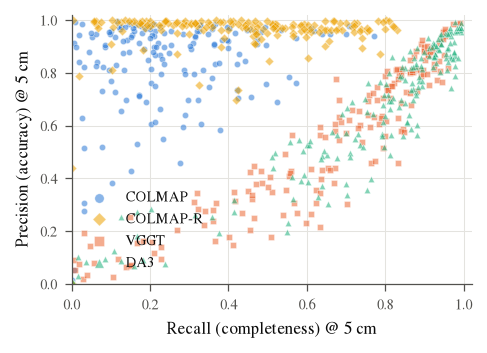 Precision (accuracy) @ 5 cm
1.0
0.8
0.6
0.4
0.2
0.0
COLMAP
COLMAP-R
VGGT
DA3
0.0 0.2 0.4 0.6 0.8 1.0
Recall (completeness) @ 5 cm